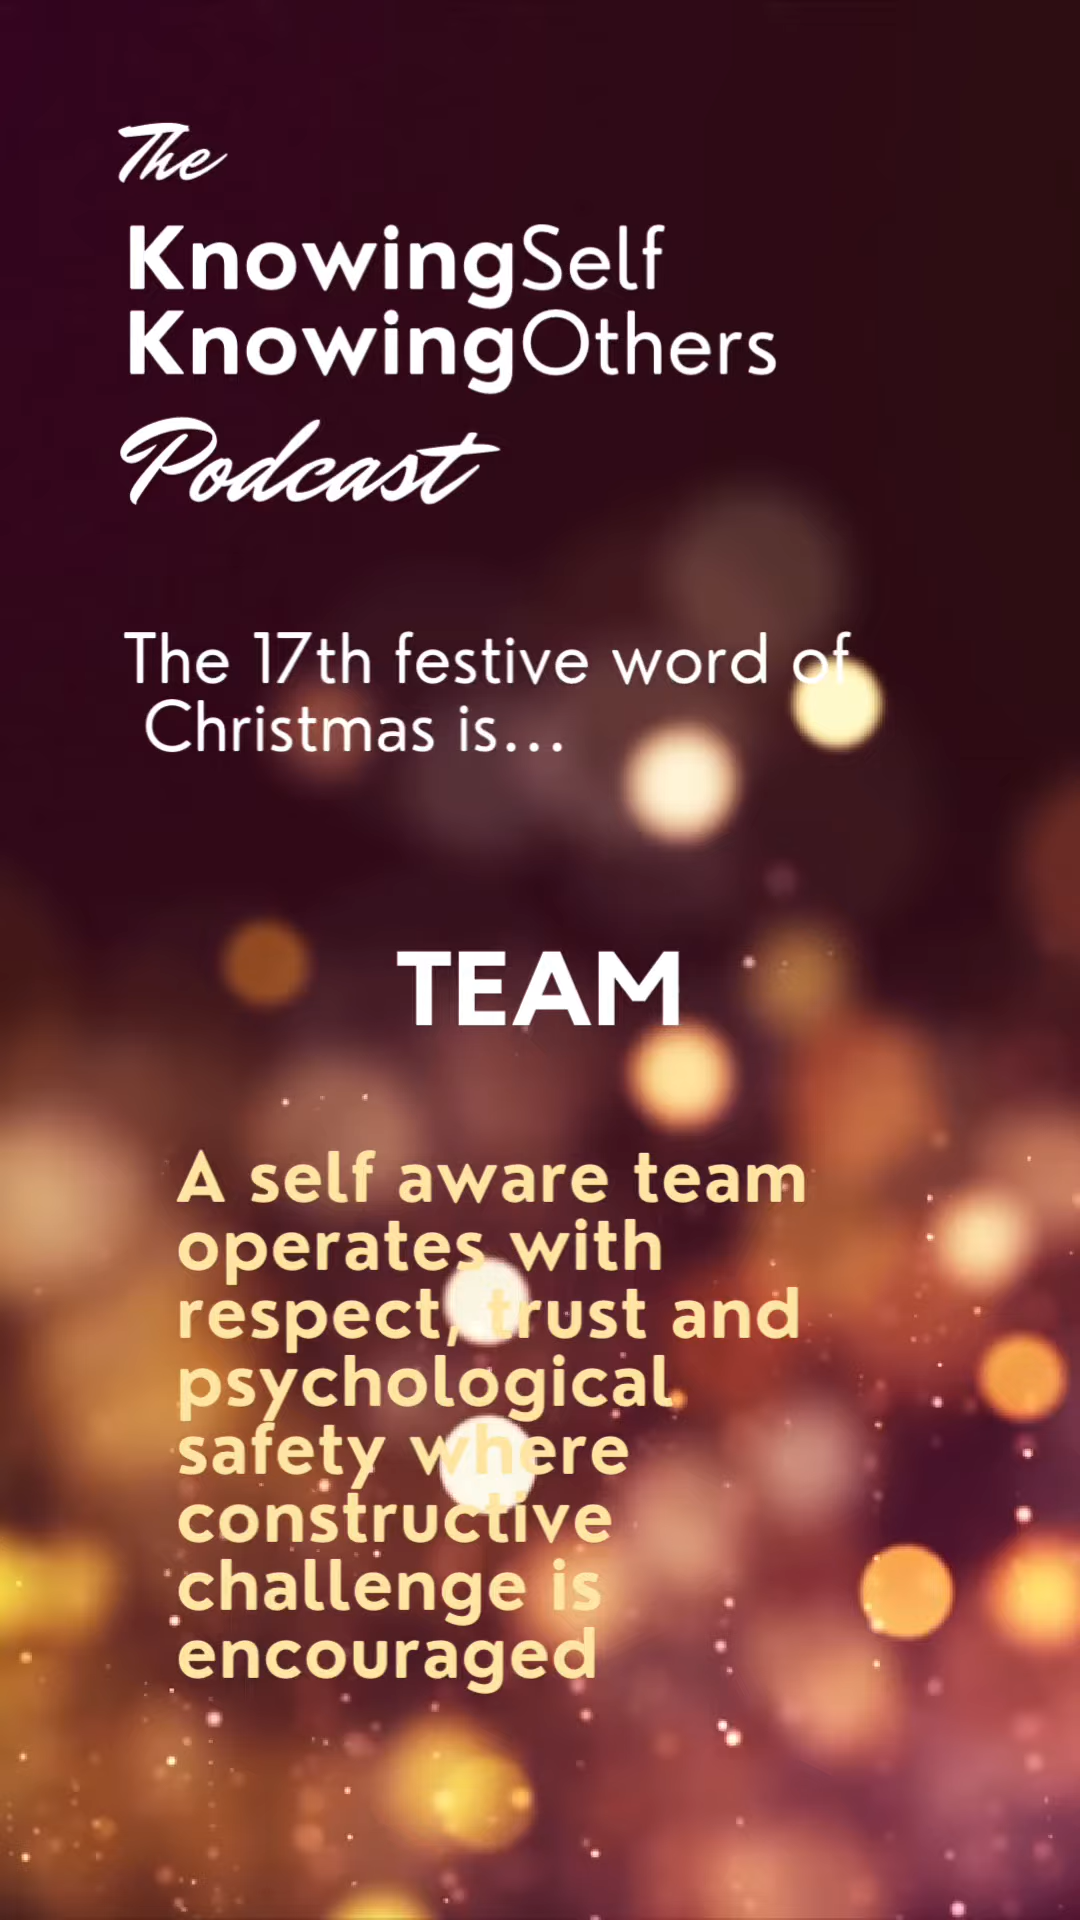 The
KnowingSelf
KnowingOthers
Podcast
The 17th festive word of
Christmas is...
TEAM
A self aware team
operates with
respect, trust and
psychological
safety where
constructive
challenge is
encouraged